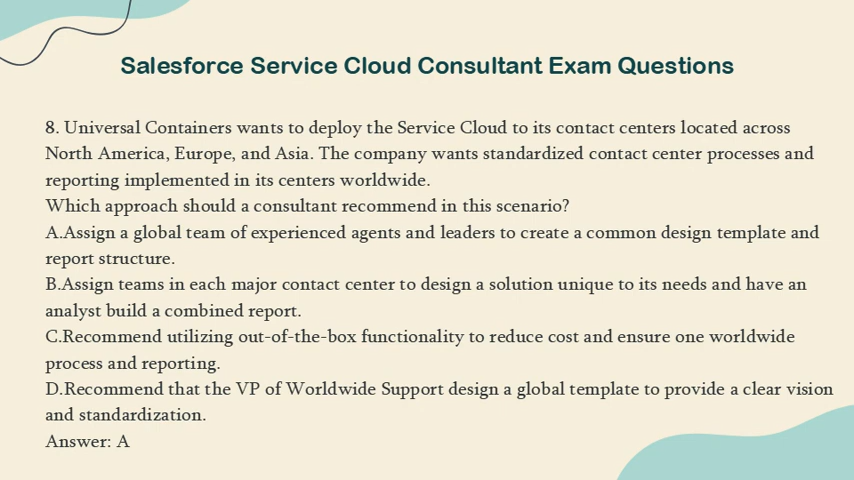 Salesforce Service Cloud Consultant Exam Questions
8. Universal Containers wants to deploy the Service Cloud to its contact centers located across
North America, Europe, and Asia. The company wants standardized contact center processes and
reporting implemented in its centers worldwide.
Which approach should a consultant recommend in this scenario?
A.Assign a global team of experienced agents and leaders to create a common design template and
report structure.
B.Assign teams in each major contact center to design a solution unique to its needs and have an
analyst build a combined report.
C.Recommend utilizing out-of-the-box functionality to reduce cost and ensure one worldwide
process and reporting.
D.Recommend that the VP of Worldwide Support design a global template to provide a clear vision
and standardization.
Answer: A